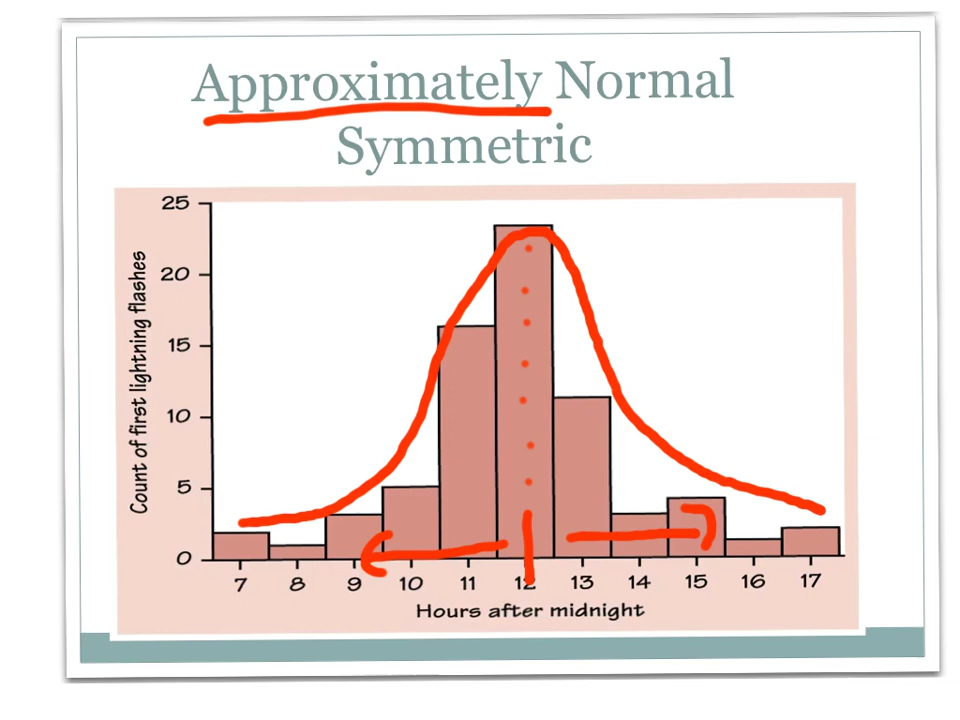 Approximately Normal
Symmetric
25
20
15
10
5
0
Count of first lightning flashes
7 8 9 10 11 12 13 14 15 16 17
Hours after midnight